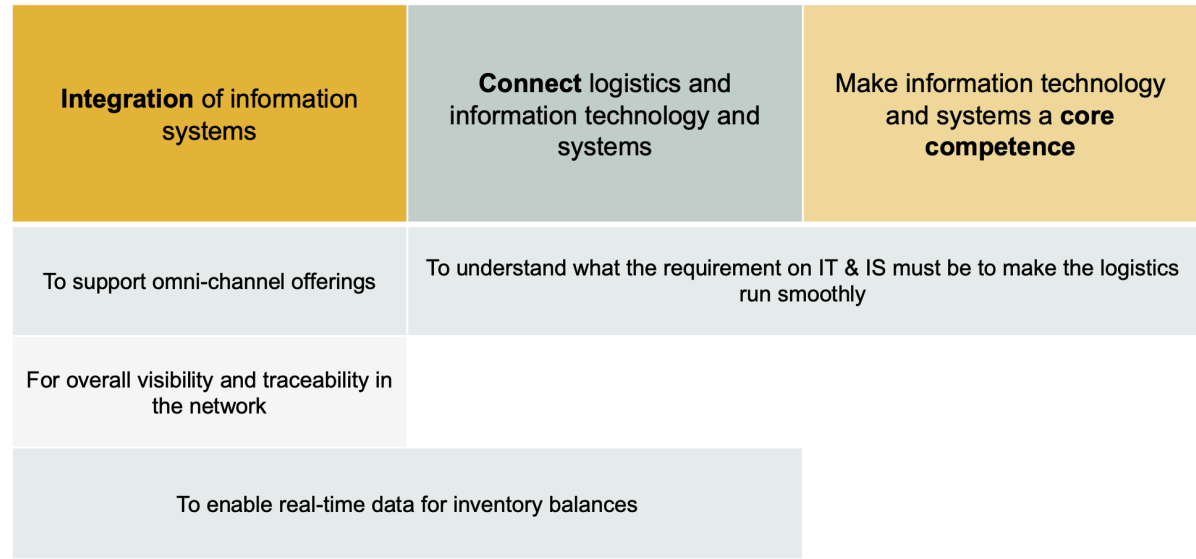 Integration of information
systems
Connect logistics and
information technology and
systems
Make information technology
and systems a core
competence
To support omni-channel offerings
To understand what the requirement on IT & IS must be to make the logistics
run smoothly
For overall visibility and traceability in
the network
To enable real-time data for inventory balances